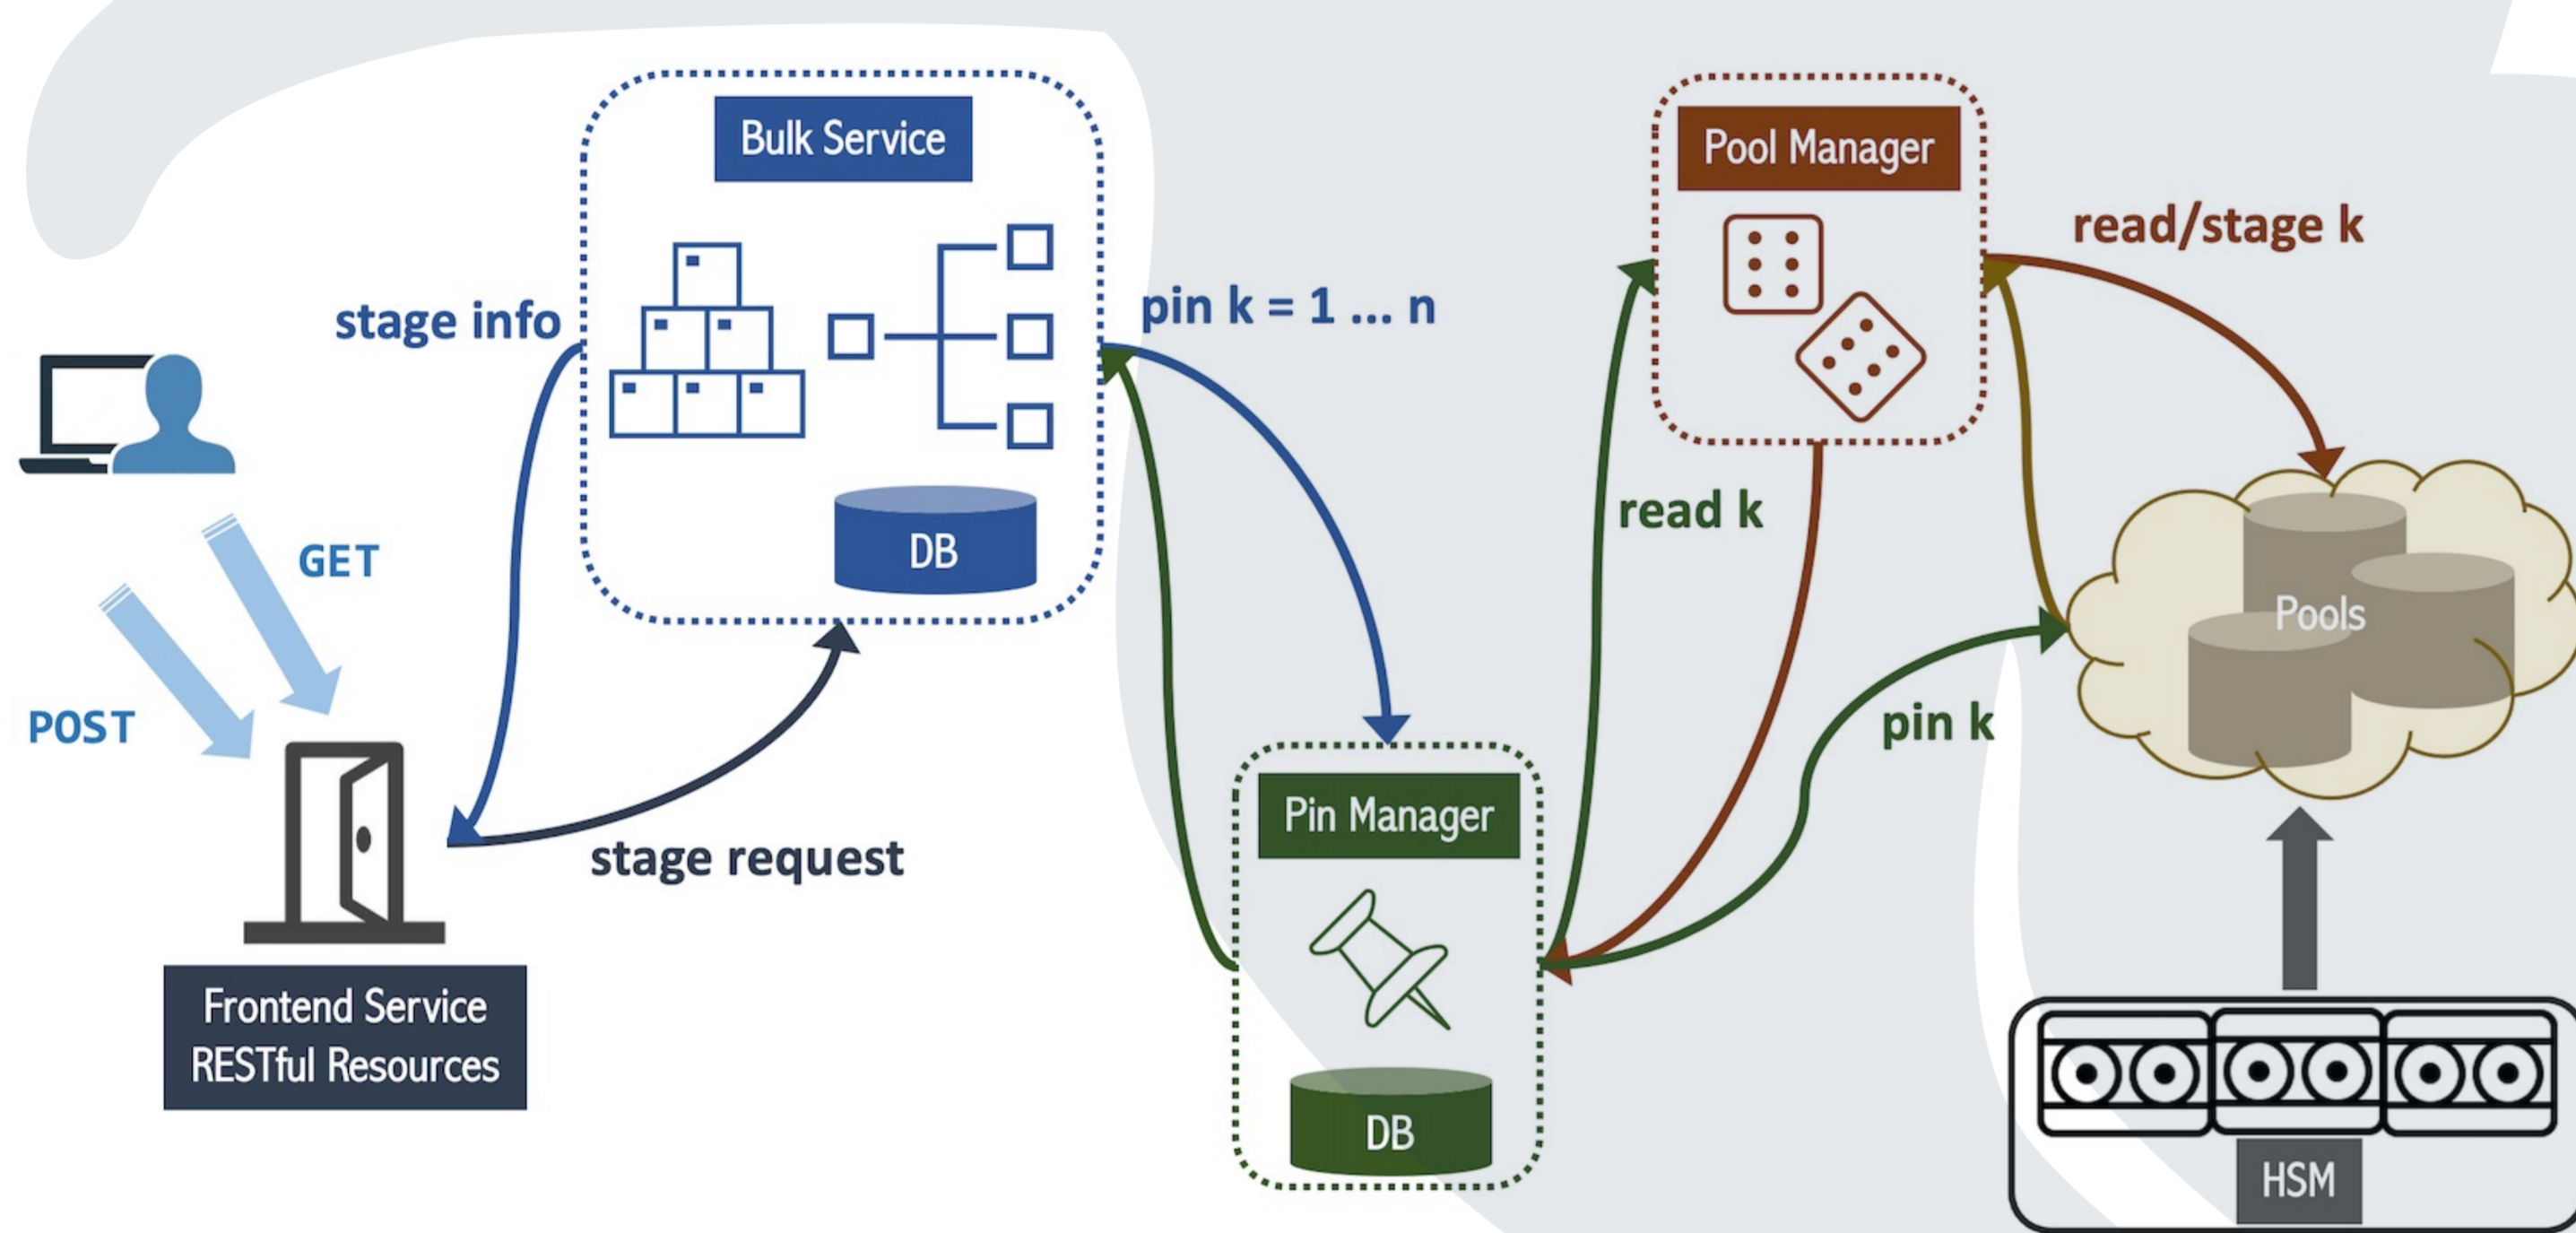 Bulk Service
Pool Manager
read/stage k
stage info
pin k = 1 ... n
GET
DB
read k
Pools
POST
pin k
Pin Manager
stage request
Frontend Service
RESTful Resources
DB
HSM